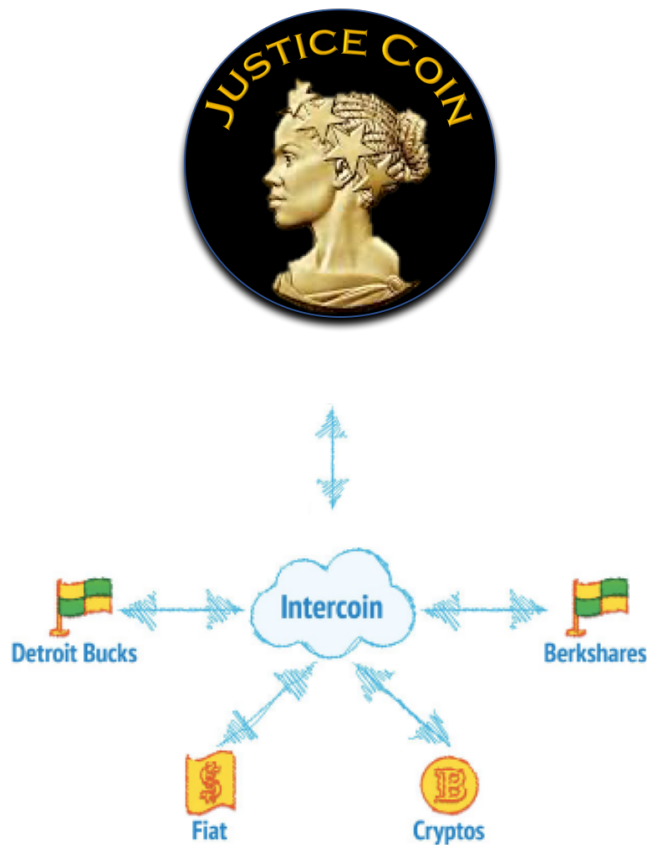 JUSTICE COIN
Intercoin
Detroit Bucks
Berkshares
Fiat
Cryptos